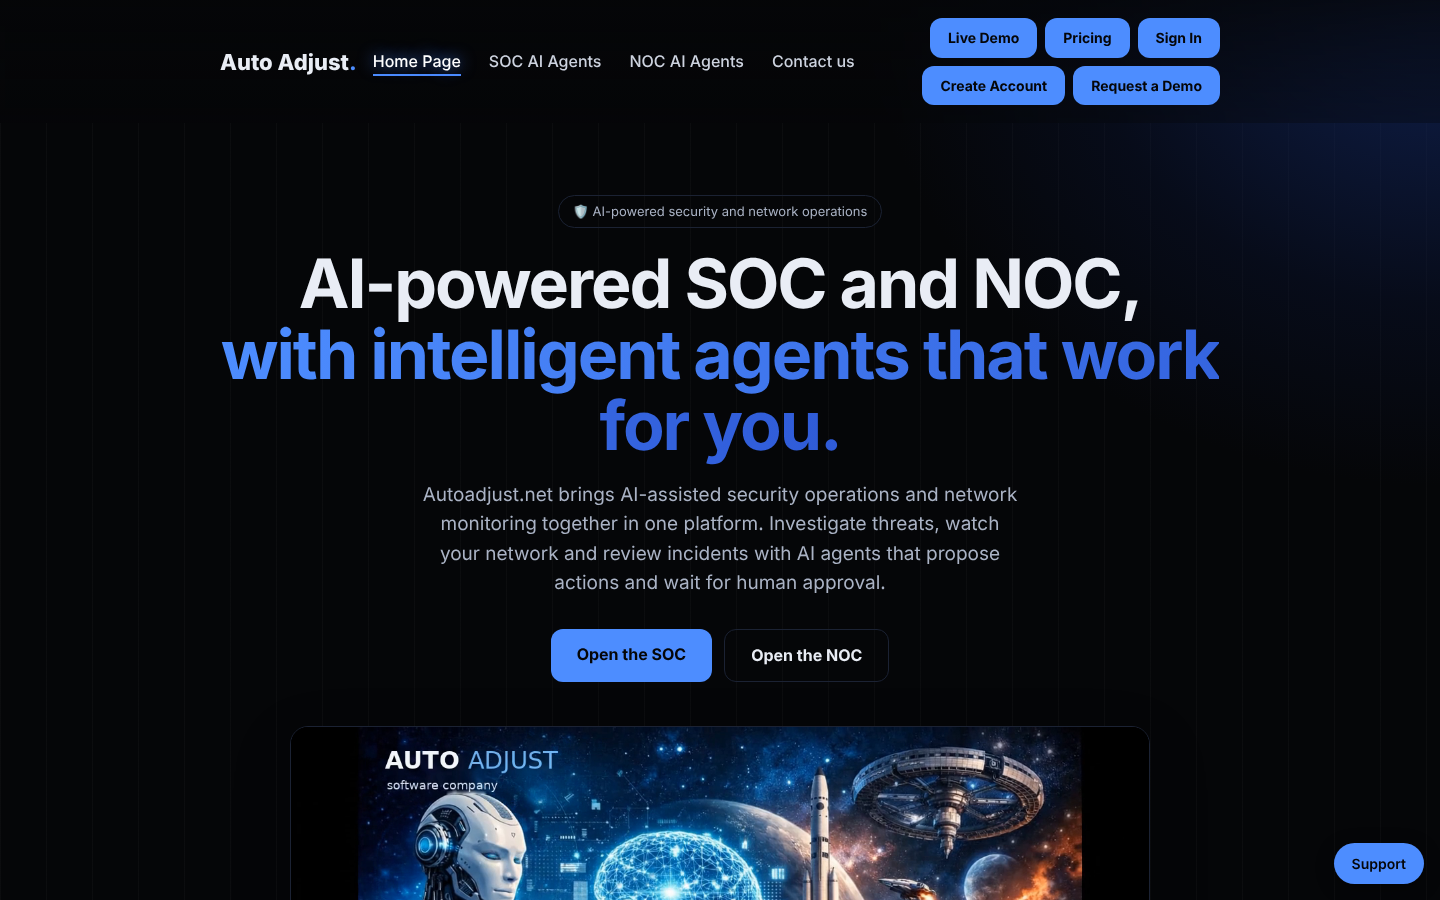 Auto Adjust.
Home Page
SOC AI Agents
NOC AI Agents
Contact us
Live Demo
Pricing
Sign In
Create Account
Request a Demo
AI-powered security and network operations
AI-powered SOC and NOC,
with intelligent agents that work
for you.
Autoadjust.net brings AI-assisted security operations and network
monitoring together in one platform. Investigate threats, watch
your network and review incidents with AI agents that propose
actions and wait for human approval.
Open the SOC
Open the NOC
AUTO ADJUST
software company
Support